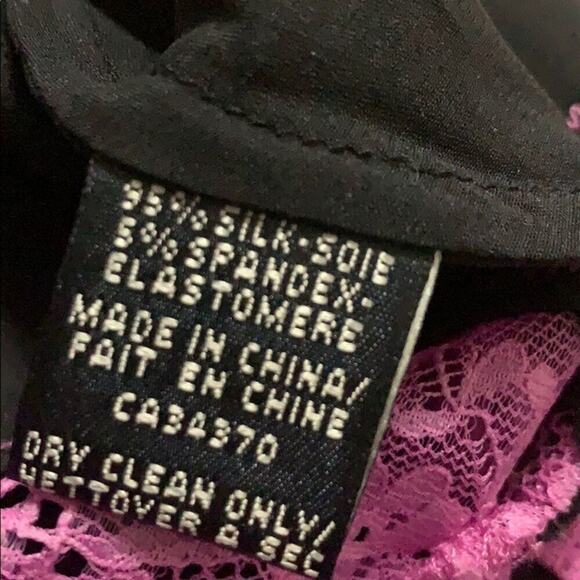 95% SILK-SOIE
5% SPANDEX-
ELASTOMERE
MADE IN CHINA/
FAIT EN CHINE
CA34370
DRY CLEAN ONLY/
NETTOYER A SEC